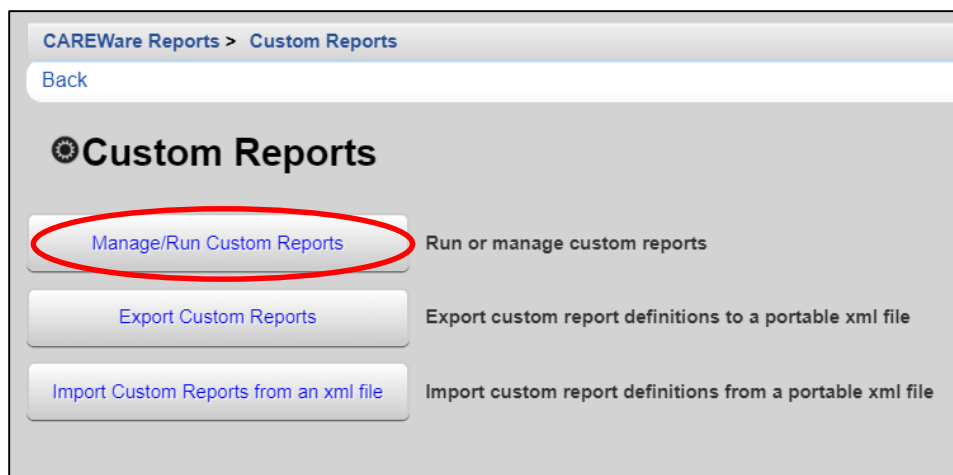 CAREWare Reports > Custom Reports
Back
Custom Reports
Manage/Run Custom Reports Run or manage custom reports
Export Custom Reports Export custom report definitions to a portable xml file
Import Custom Reports from an xml file Import custom report definitions from a portable xml file